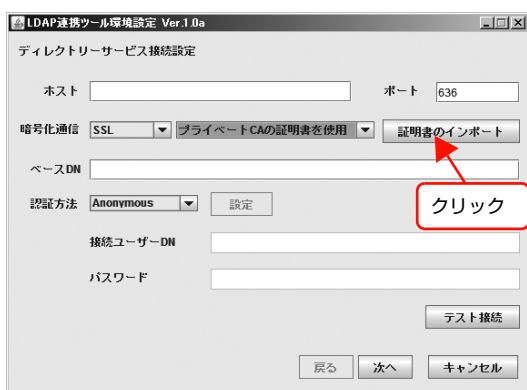 LDAP連携ツール環境設定 Ver.1.0a
ディレクトリーサービス接続設定
ホスト ポート 636
暗号化通信 SSL プライベートCAの証明書を使用 証明書のインポート
ベースDN
認証方法 Anonymous 設定
クリック
接続ユーザーDN
パスワード
テスト接続
戻る 次へ キャンセル